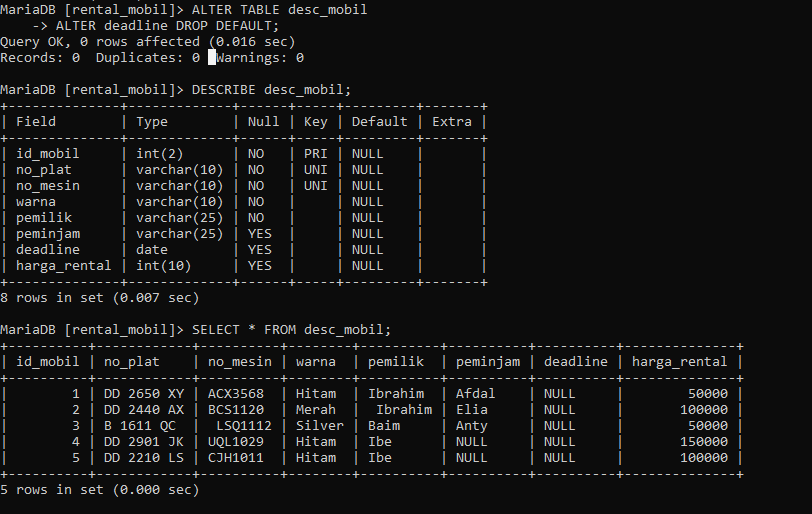 MariaDB [rental_mobil]> ALTER TABLE desc_mobil
    -> ALTER deadline DROP DEFAULT;
Query OK, 0 rows affected (0.016 sec)
Records: 0  Duplicates: 0  Warnings: 0

MariaDB [rental_mobil]> DESCRIBE desc_mobil;
+--------------+-------------+------+-----+---------+-------+
| Field        | Type        | Null | Key | Default | Extra |
+--------------+-------------+------+-----+---------+-------+
| id_mobil     | int(2)      | NO   | PRI | NULL    |       |
| no_plat      | varchar(10) | NO   | UNI | NULL    |       |
| no_mesin     | varchar(10) | NO   | UNI | NULL    |       |
| warna        | varchar(10) | NO   |     | NULL    |       |
| pemilik      | varchar(25) | NO   |     | NULL    |       |
| peminjam     | varchar(25) | YES  |     | NULL    |       |
| deadline     | date        | YES  |     | NULL    |       |
| harga_rental | int(10)     | YES  |     | NULL    |       |
+--------------+-------------+------+-----+---------+-------+
8 rows in set (0.007 sec)

MariaDB [rental_mobil]> SELECT * FROM desc_mobil;
+----------+------------+----------+--------+----------+----------+----------+--------------+
| id_mobil | no_plat    | no_mesin | warna  | pemilik  | peminjam | deadline | harga_rental |
+----------+------------+----------+--------+----------+----------+----------+--------------+
|        1 | DD 2650 XY | ACX3568  | Hitam  | Ibrahim  | Afdal    | NULL     |        50000 |
|        2 | DD 2440 AX | BCS1120  | Merah  |  Ibrahim | Elia     | NULL     |       100000 |
|        3 | B 1611 QC  |  LSQ1112 | Silver | Baim     | Anty     | NULL     |        50000 |
|        4 | DD 2901 JK | UQL1029  | Hitam  | Ibe      | NULL     | NULL     |       150000 |
|        5 | DD 2210 LS | CJH1011  | Hitam  | Ibe      | NULL     | NULL     |       100000 |
+----------+------------+----------+--------+----------+----------+----------+--------------+
5 rows in set (0.000 sec)